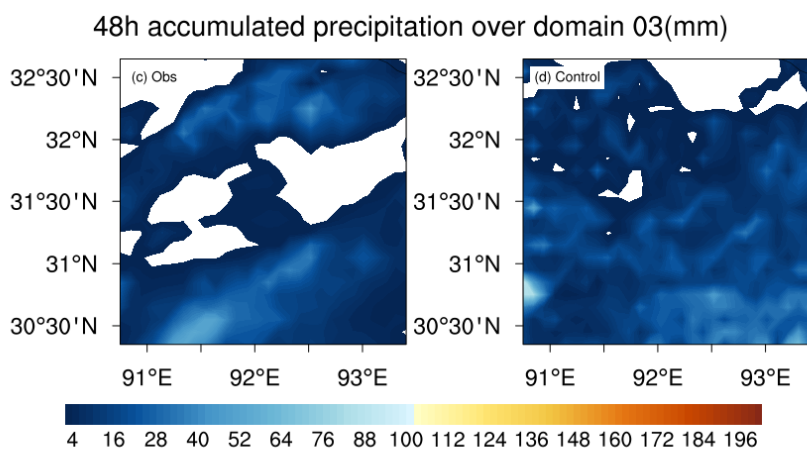 48h accumulated precipitation over domain 03(mm)
(c) Obs
(d) Control
32°30'N
32°N
31°30'N
31°N
30°30'N
32°30'N
32°N
31°30'N
31°N
30°30'N
91°E 92°E 93°E 91°E 92°E 93°E
4 16 28 40 52 64 76 88 100 112 124 136 148 160 172 184 196